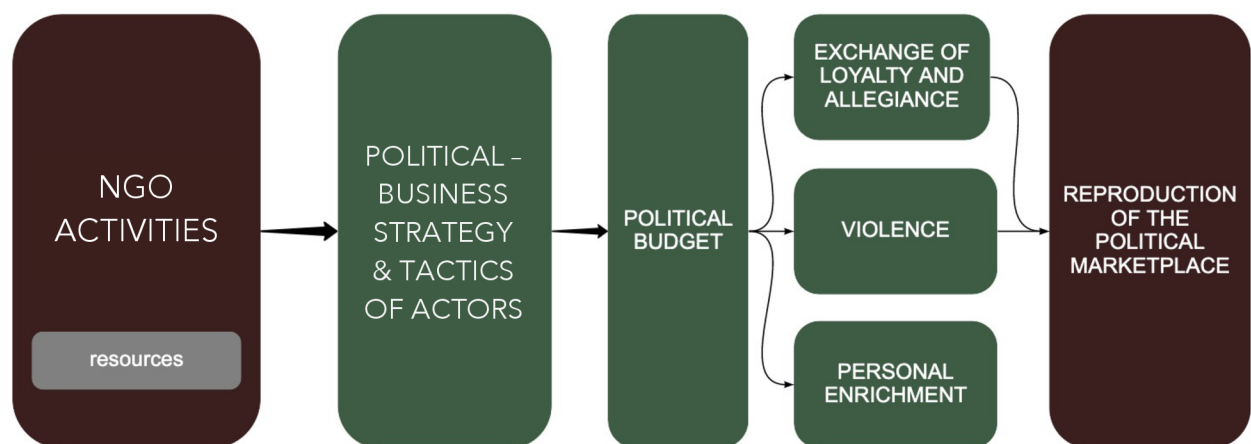 NGO
ACTIVITIES
resources
POLITICAL –
BUSINESS
STRATEGY
& TACTICS
OF ACTORS
POLITICAL
BUDGET
EXCHANGE OF
LOYALTY AND
ALLEGIANCE
VIOLENCE
PERSONAL
ENRICHMENT
REPRODUCTION
OF THE
POLITICAL
MARKETPLACE